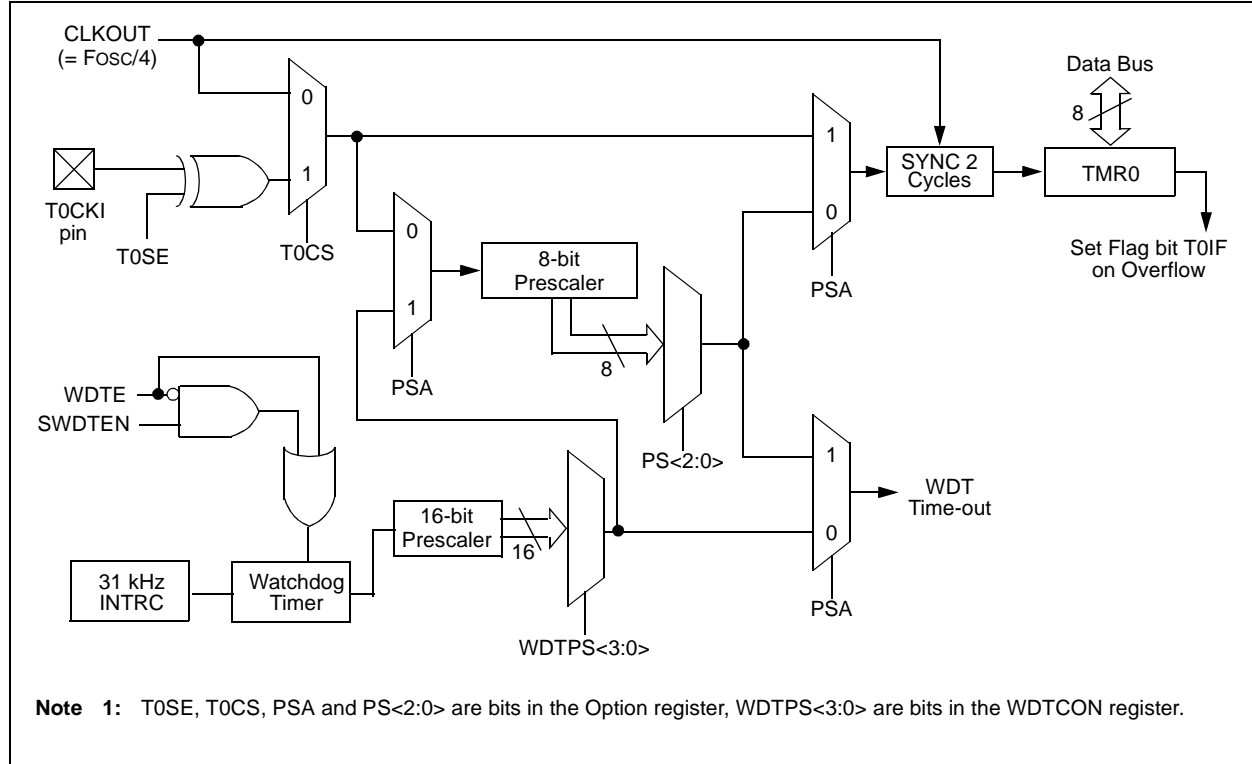 CLKOUT
(= FOSC/4)
0
1
T0CKI
pin
T0SE
T0CS
0
1
PSA
8-bit
Prescaler
8
PS<2:0>
1
0
PSA
SYNC 2
Cycles
Data Bus
8
TMR0
Set Flag bit T0IF
on Overflow
WDTE
SWDTEN
31 kHz
INTRC
Watchdog
Timer
16-bit
Prescaler
16
WDTPS<3:0>
1
0
PSA
WDT
Time-out
Note 1: T0SE, T0CS, PSA and PS<2:0> are bits in the Option register, WDTPS<3:0> are bits in the WDTCON register.